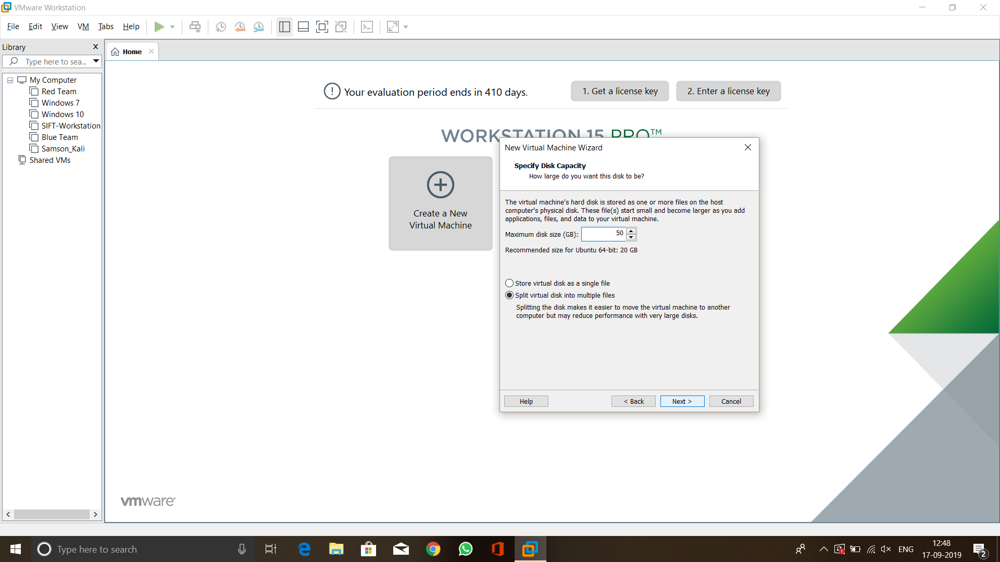 VMware Workstation
File Edit View VM Tabs Help
Library
Type here to sea...
Home
My Computer
Red Team
Windows 7
Windows 10
SIFT-Workstation
Blue Team
Samson_Kali
Shared VMs
! Your evaluation period ends in 410 days.
1. Get a license key
2. Enter a license key
WORKSTATION 15 PRO™
Create a New
Virtual Machine
New Virtual Machine Wizard
Specify Disk Capacity
How large do you want this disk to be?
The virtual machine's hard disk is stored as one or more files on the host
computer's physical disk. These file(s) start small and become larger as you add
applications, files, and data to your virtual machine.
Maximum disk size (GB): 50
Recommended size for Ubuntu 64-bit: 20 GB
Store virtual disk as a single file
Split virtual disk into multiple files
Splitting the disk makes it easier to move the virtual machine to another
computer but may reduce performance with very large disks.
Help < Back Next > Cancel
vmware
Type here to search
ENG
12:48
17-09-2019
2